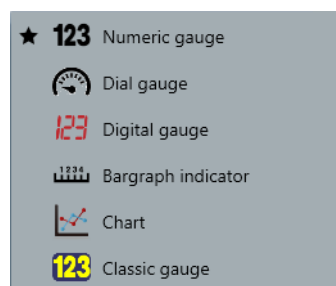 123 Numeric gauge
Dial gauge
123 Digital gauge
1234 Bargraph indicator
Chart
123 Classic gauge